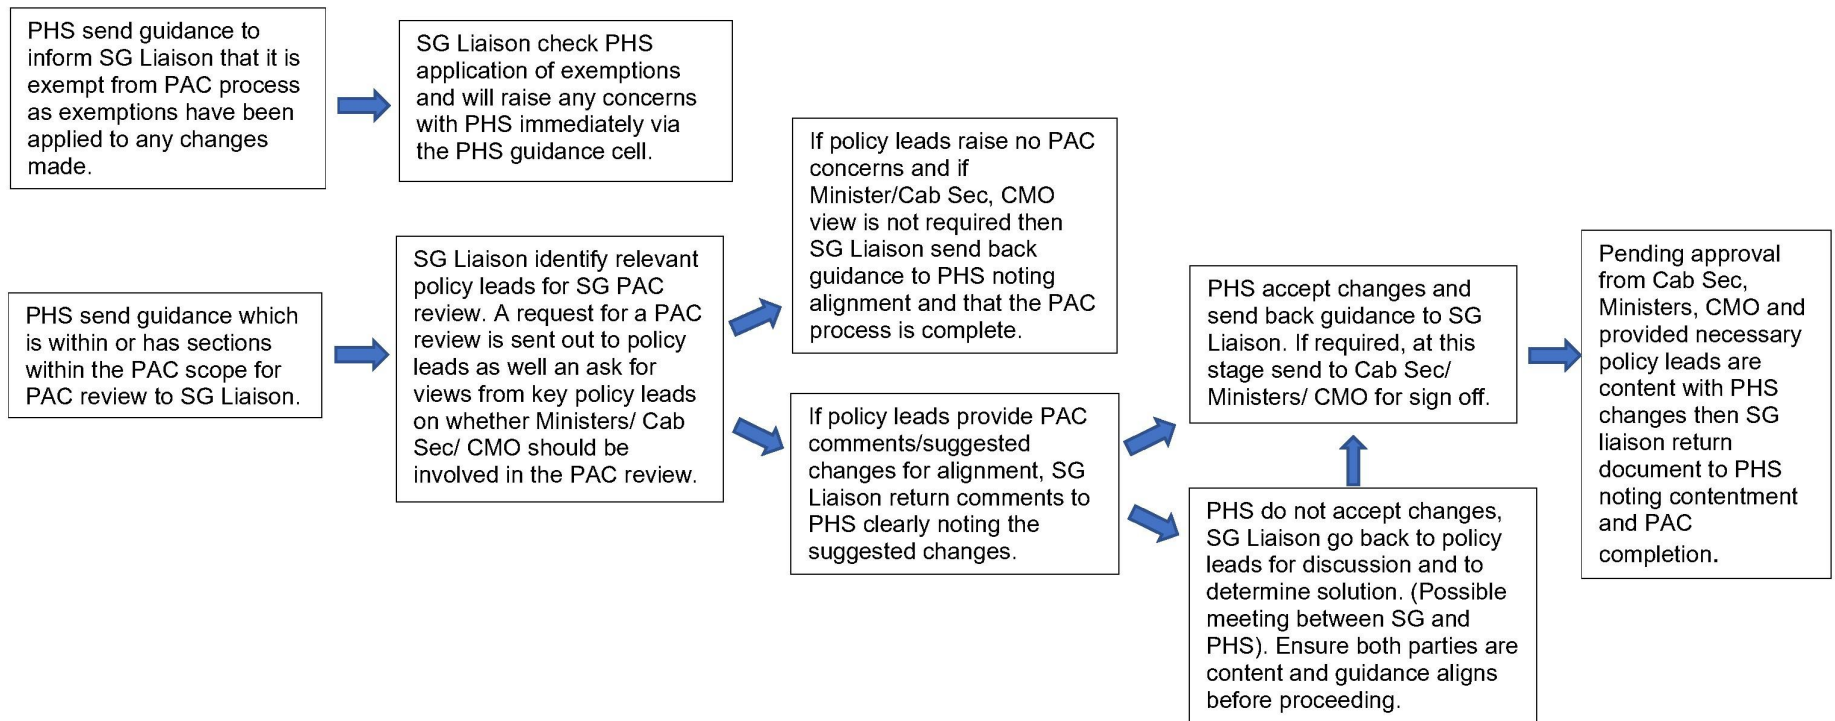 PHS send guidance to
inform SG Liaison that it is
exempt from PAC process
as exemptions have been
applied to any changes
made.
SG Liaison check PHS
application of exemptions
and will raise any concerns
with PHS immediately via
the PHS guidance cell.
PHS send guidance which
is within or has sections
within the PAC scope for
PAC review to SG Liaison.
SG Liaison identify relevant
policy leads for SG PAC
review. A request for a PAC
review is sent out to policy
leads as well an ask for
views from key policy leads
on whether Ministers/ Cab
Sec/ CMO should be
involved in the PAC review.
If policy leads raise no PAC
concerns and if
Minister/Cab Sec, CMO
view is not required then
SG Liaison send back
guidance to PHS noting
alignment and that the PAC
process is complete.
If policy leads provide PAC
comments/suggested
changes for alignment, SG
Liaison return comments to
PHS clearly noting the
suggested changes.
PHS accept changes and
send back guidance to SG
Liaison. If required, at this
stage send to Cab Sec/
Ministers/ CMO for sign off.
PHS do not accept changes,
SG Liaison go back to policy
leads for discussion and to
determine solution. (Possible
meeting between SG and
PHS). Ensure both parties are
content and guidance aligns
before proceeding.
Pending approval
from Cab Sec,
Ministers, CMO and
provided necessary
policy leads are
content with PHS
changes then SG
liaison return
document to PHS
noting contentment
and PAC
completion.